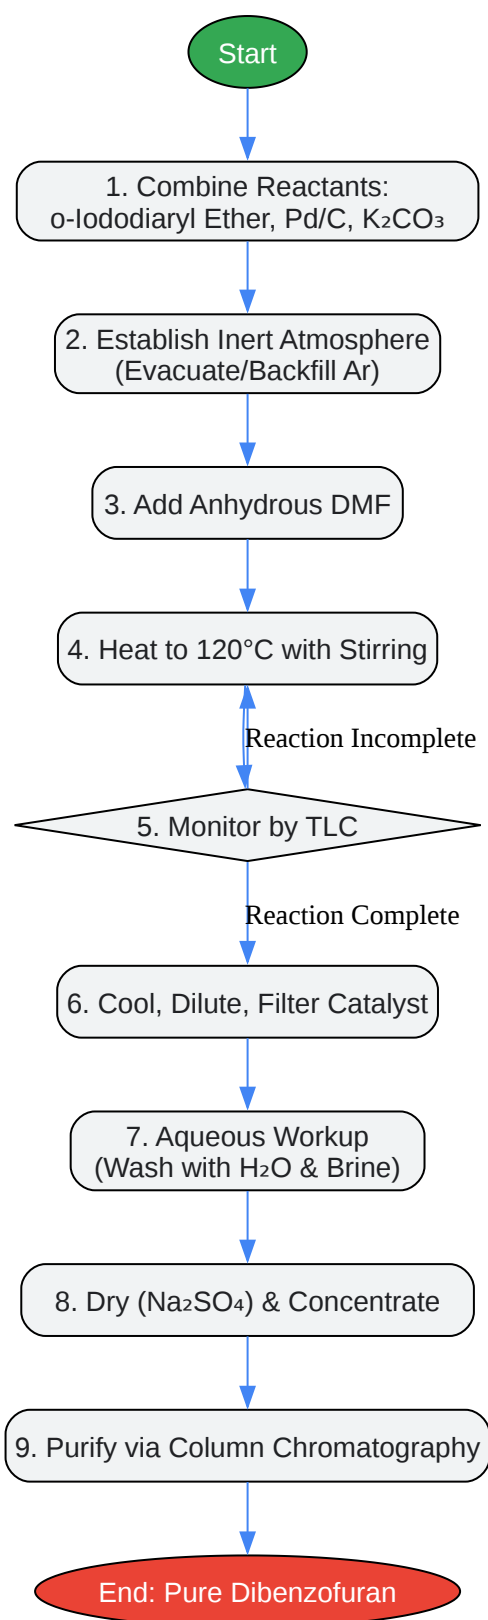 Start
1. Combine Reactants:
o-Iododiaryl Ether, Pd/C, K₂CO₃
2. Establish Inert Atmosphere
(Evacuate/Backfill Ar)
3. Add Anhydrous DMF
4. Heat to 120°C with Stirring
Reaction Incomplete
5. Monitor by TLC
Reaction Complete
6. Cool, Dilute, Filter Catalyst
7. Aqueous Workup
(Wash with H₂O & Brine)
8. Dry (Na₂SO₄) & Concentrate
9. Purify via Column Chromatography
End: Pure Dibenzofuran